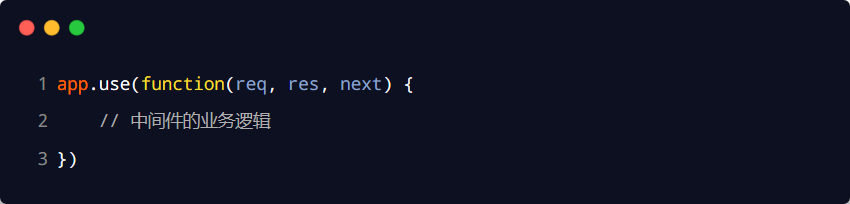 1 app.use(function(req, res, next) {
2     // 中间件的业务逻辑
3 })